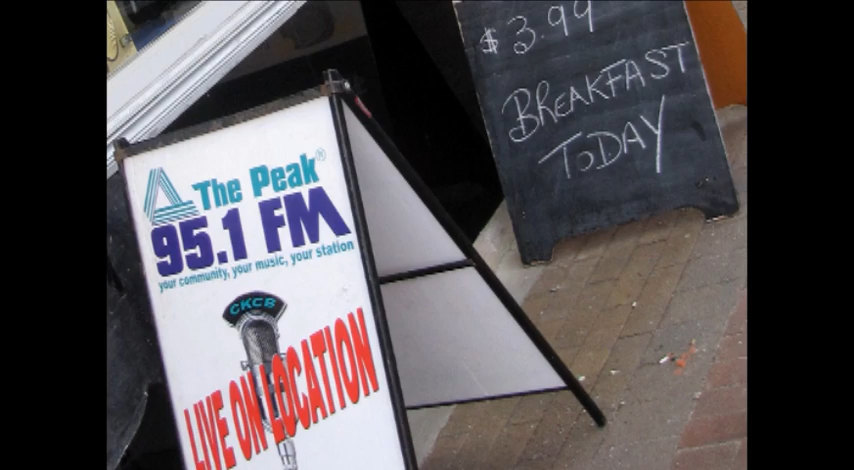 The Peak®
95.1 FM
your community, your music, your station
CKCB
LIVE ON LOCATION
$3.99
BREAKFAST
TODAY